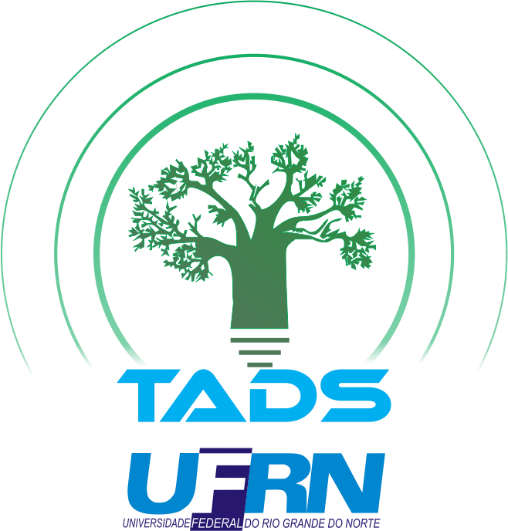 TADS
UFRN
UNIVERSIDADE FEDERAL DO RIO GRANDE DO NORTE